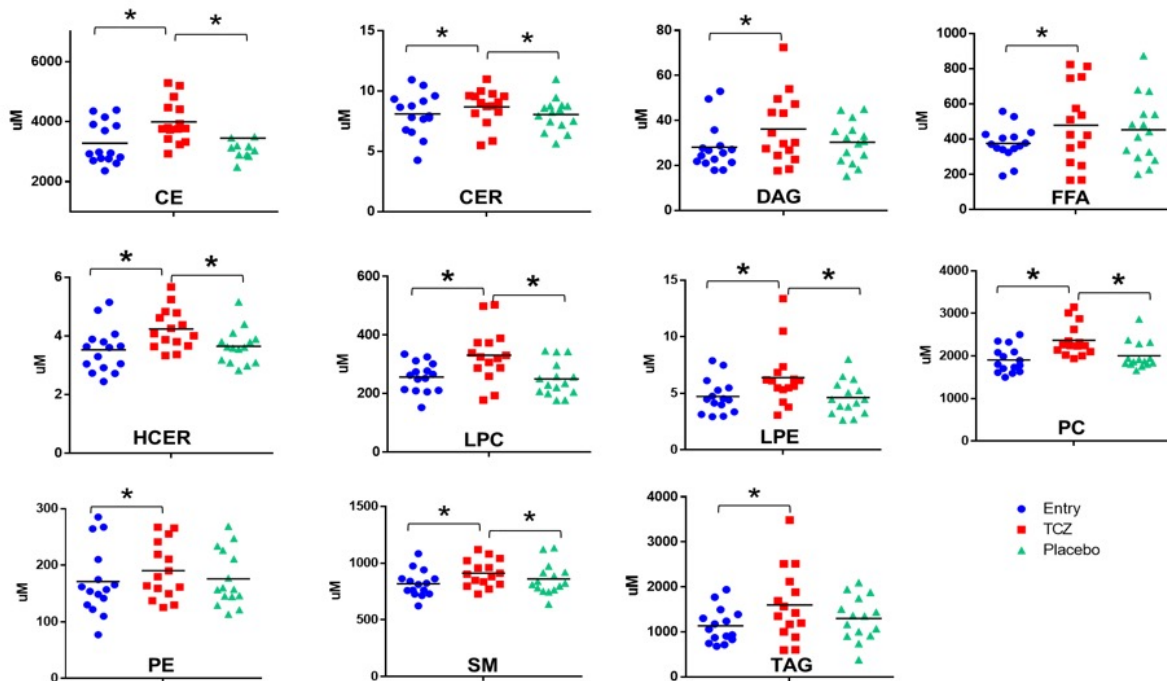 * *
6000
4000
2000
uM
CE
* *
15
10
5
0
uM
CER
*
80
60
40
20
0
uM
DAG
*
1000
800
600
400
200
0
uM
FFA
* *
6
4
2
0
uM
HCER
* *
600
400
200
0
uM
LPC
* *
15
10
5
0
uM
LPE
* *
4000
3000
2000
1000
0
uM
PC
*
300
200
100
0
uM
PE
* *
1500
1000
500
0
uM
SM
*
4000
3000
2000
1000
0
uM
TAG
Entry
TCZ
Placebo